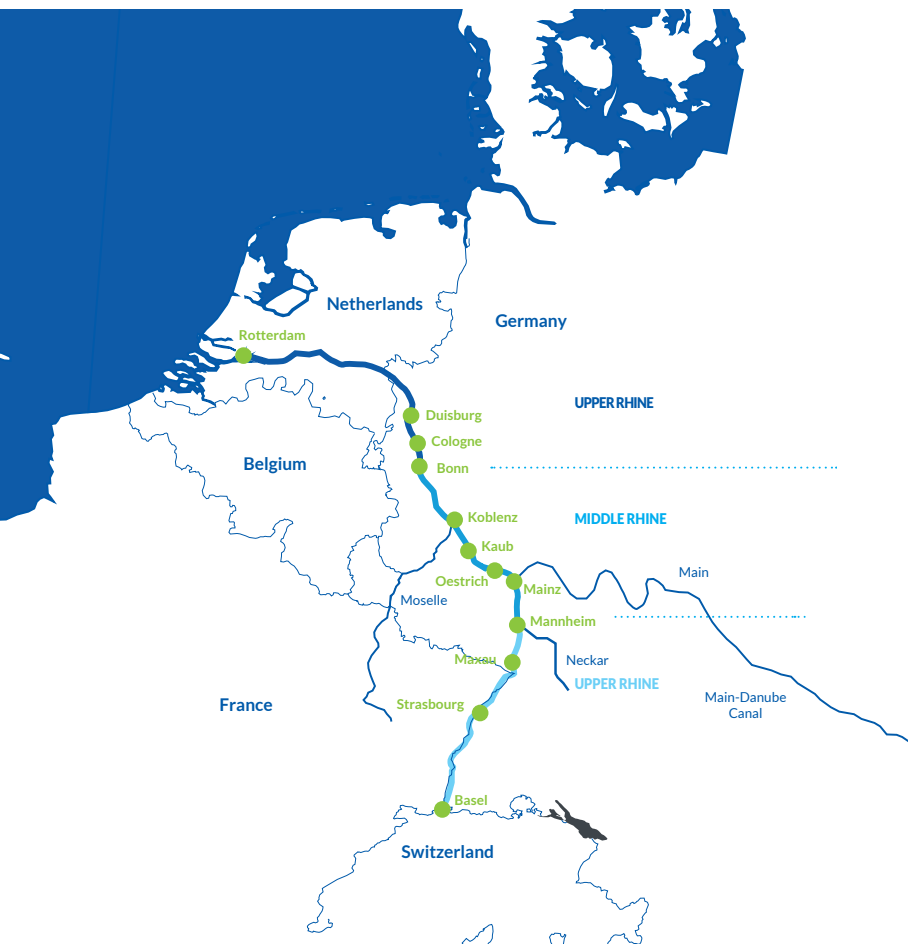 Netherlands
Germany
Rotterdam
UPPER RHINE
Duisburg
Cologne
Belgium
Bonn
Koblenz
MIDDLE RHINE
Kaub
Oestrich
Main
Mainz
Moselle
Mannheim
Maxau
Neckar
UPPER RHINE
Main-Danube
Canal
France
Strasbourg
Basel
Switzerland